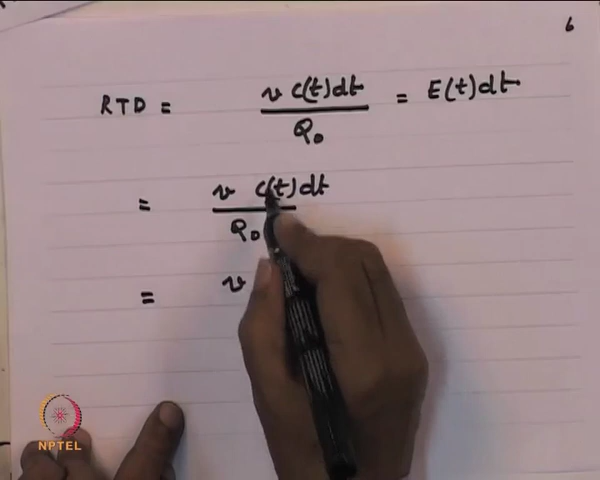 6
RTD = v C(t)dt / Q₀ = E(t)dt
= v C(t)dt / Q₀
= v
NPTEL